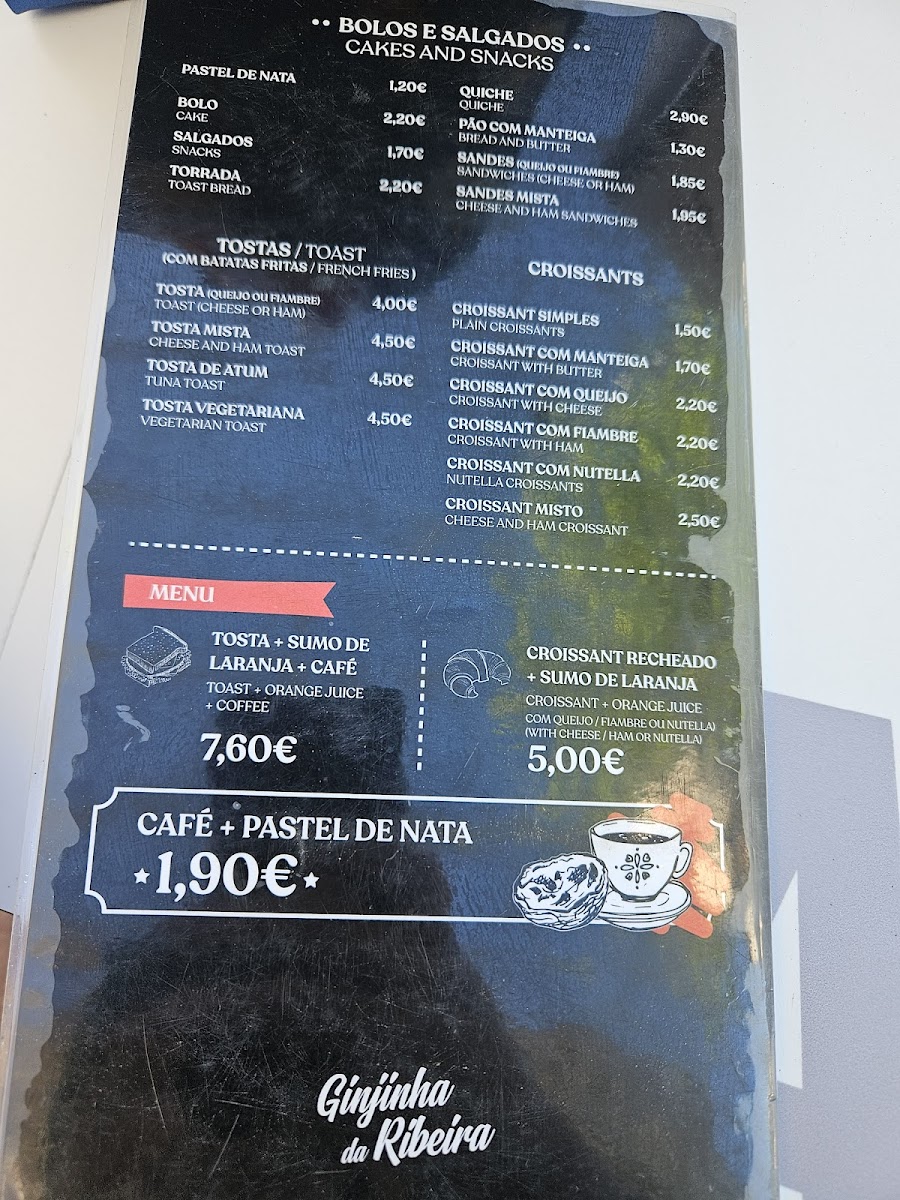 •• BOLOS E SALGADOS ••
CAKES AND SNACKS
PASTEL DE NATA 1,20€
BOLO 2,20€
CAKE
SALGADOS 1,70€
SNACKS
TORRADA 2,20€
TOAST BREAD
QUICHE 2,90€
QUICHE
PÃO COM MANTEIGA 1,30€
BREAD AND BUTTER
SANDES (QUEIJO OU FIAMBRE) 1,85€
SANDWICHES (CHEESE OR HAM)
SANDES MISTA 1,95€
CHEESE AND HAM SANDWICHES
TOSTAS / TOAST
(COM BATATAS FRITAS / FRENCH FRIES)
TOSTA (QUEIJO OU FIAMBRE) 4,00€
TOAST (CHEESE OR HAM)
TOSTA MISTA 4,50€
CHEESE AND HAM TOAST
TOSTA DE ATUM 4,50€
TUNA TOAST
TOSTA VEGETARIANA 4,50€
VEGETARIAN TOAST
CROISSANTS
CROISSANT SIMPLES 1,50€
PLAIN CROISSANTS
CROISSANT COM MANTEIGA 1,70€
CROISSANT WITH BUTTER
CROISSANT COM QUEIJO 2,20€
CROISSANT WITH CHEESE
CROISSANT COM FIAMBRE 2,20€
CROISSANT WITH HAM
CROISSANT COM NUTELLA 2,20€
NUTELLA CROISSANTS
CROISSANT MISTO 2,50€
CHEESE AND HAM CROISSANT
MENU
TOSTA + SUMO DE
LARANJA + CAFÉ
TOAST + ORANGE JUICE
+ COFFEE
7,60€
CROISSANT RECHEADO
+ SUMO DE LARANJA
CROISSANT + ORANGE JUICE
COM QUEIJO / FIAMBRE OU NUTELLA)
(WITH CHEESE / HAM OR NUTELLA)
5,00€
CAFÉ + PASTEL DE NATA
★1,90€★
Ginjinha
da Ribeira